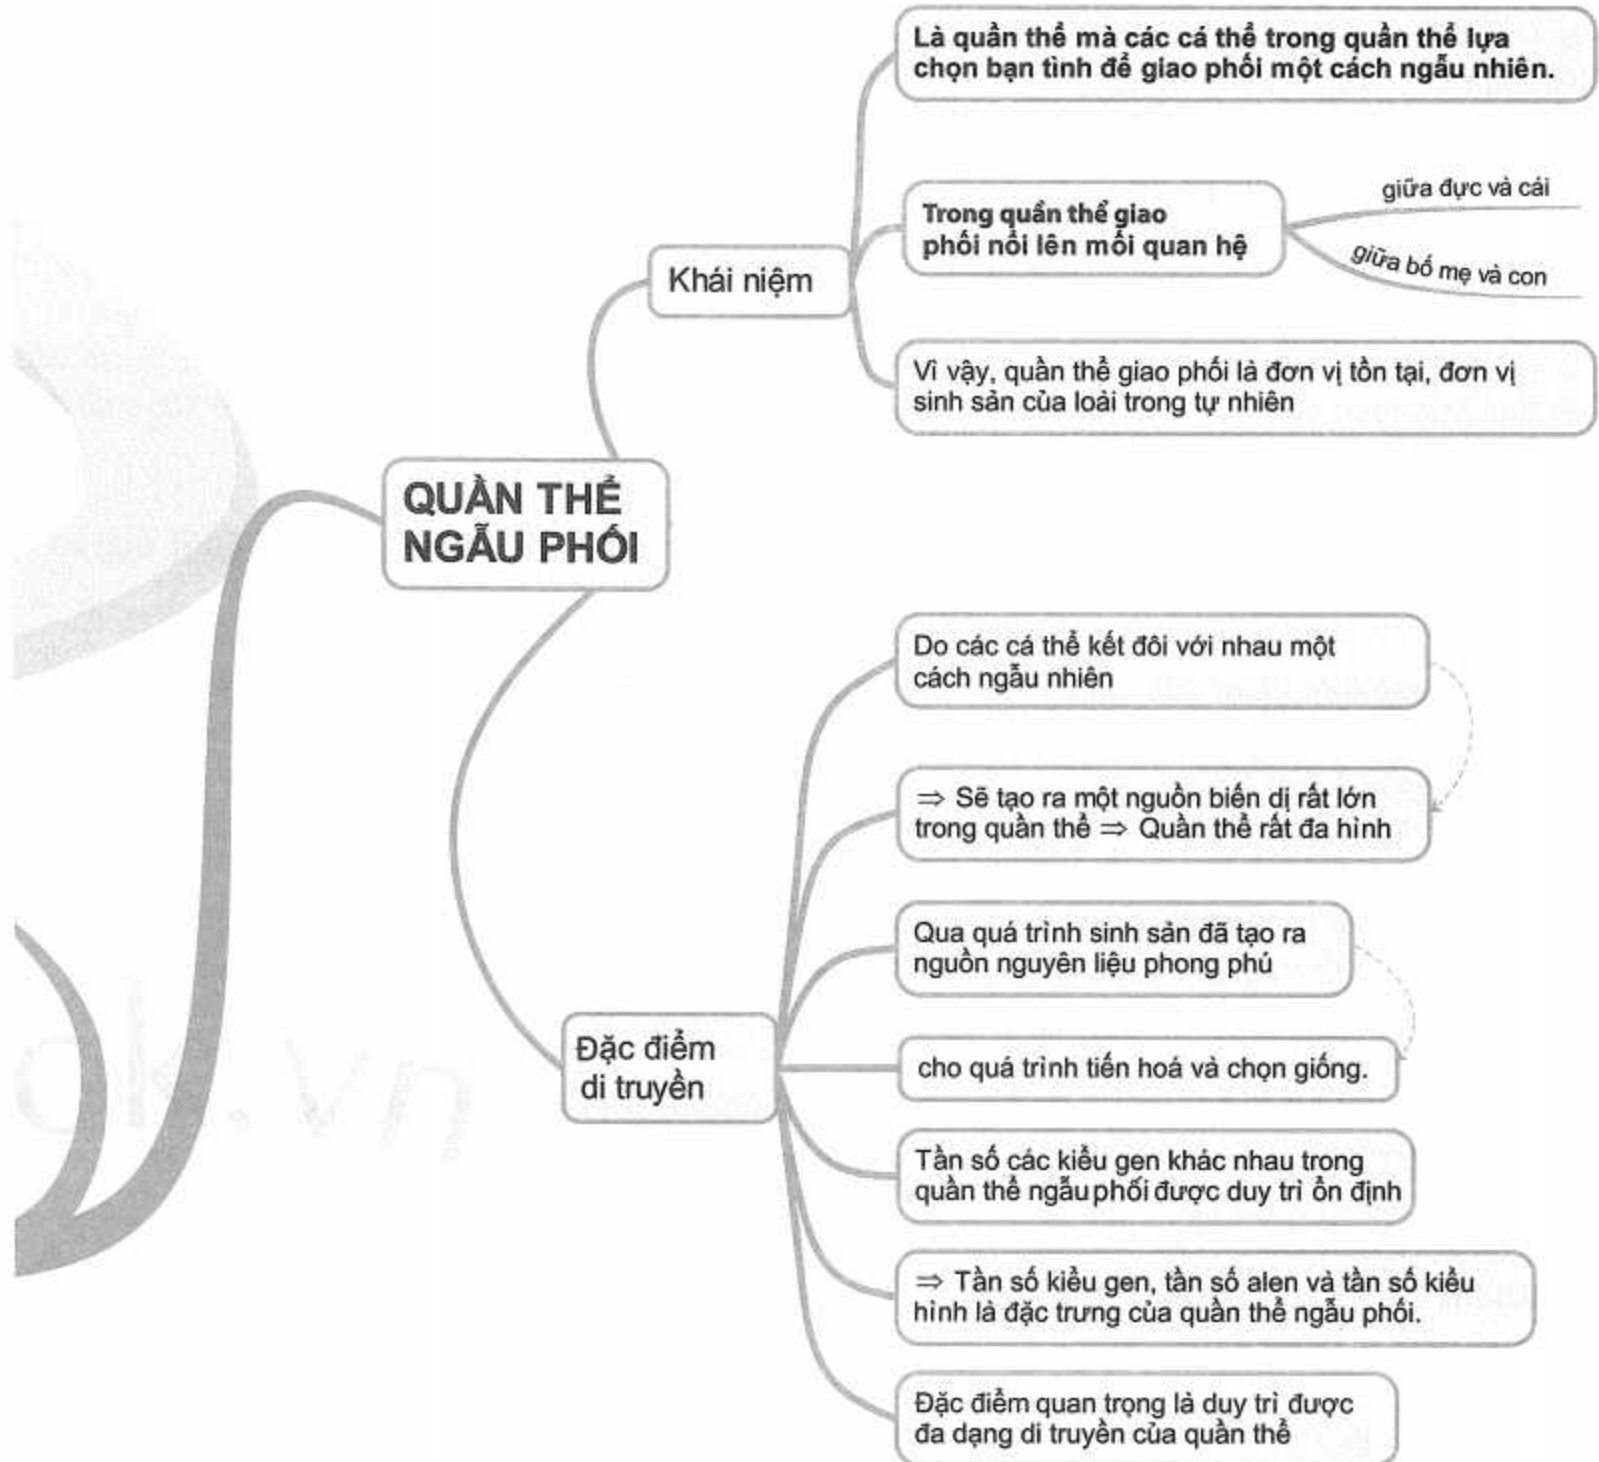 Là quần thể mà các cá thể trong quần thể lựa
chọn bạn tình để giao phối một cách ngẫu nhiên.
giữa đực và cái
Trong quần thể giao
phối nổi lên mối quan hệ
giữa bố mẹ và con
Khái niệm
Vì vậy, quần thể giao phối là đơn vị tồn tại, đơn vị
sinh sản của loài trong tự nhiên
QUẦN THỂ
NGẪU PHỐI
Do các cá thể kết đôi với nhau một
cách ngẫu nhiên
⇒ Sẽ tạo ra một nguồn biến dị rất lớn
trong quần thể ⇒ Quần thể rất đa hình
Qua quá trình sinh sản đã tạo ra
nguồn nguyên liệu phong phú
Đặc điểm
di truyền
cho quá trình tiến hoá và chọn giống.
Tần số các kiểu gen khác nhau trong
quần thể ngẫu phối được duy trì ổn định
⇒ Tần số kiểu gen, tần số alen và tần số kiểu
hình là đặc trưng của quần thể ngẫu phối.
Đặc điểm quan trọng là duy trì được
đa dạng di truyền của quần thể
ok.vn